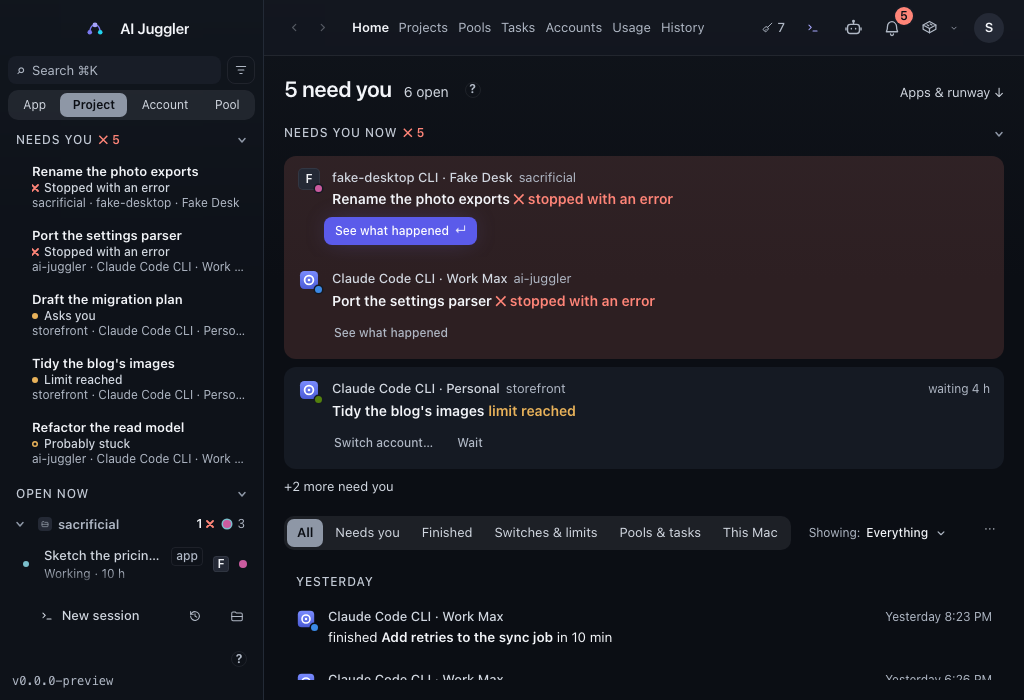 AI Juggler
Search ⌘K
App Project Account Pool
NEEDS YOU ✕ 5
Rename the photo exports
✕ Stopped with an error
sacrificial · fake-desktop · Fake Desk
Port the settings parser
✕ Stopped with an error
ai-juggler · Claude Code CLI · Work ...
Draft the migration plan
Asks you
storefront · Claude Code CLI · Perso...
Tidy the blog's images
Limit reached
storefront · Claude Code CLI · Perso...
Refactor the read model
Probably stuck
ai-juggler · Claude Code CLI · Work ...
OPEN NOW
sacrificial 1 ✕ 3
Sketch the pricin... app F
Working · 10 h
New session
?
v0.0.0-preview
Home Projects Pools Tasks Accounts Usage History 7 5 S
5 need you 6 open ? Apps & runway ↓
NEEDS YOU NOW ✕ 5
F fake-desktop CLI · Fake Desk sacrificial
Rename the photo exports ✕ stopped with an error
See what happened ↵
Claude Code CLI · Work Max ai-juggler
Port the settings parser ✕ stopped with an error
See what happened
Claude Code CLI · Personal storefront waiting 4 h
Tidy the blog's images limit reached
Switch account... Wait
+2 more need you
All Needs you Finished Switches & limits Pools & tasks This Mac Showing: Everything ...
YESTERDAY
Claude Code CLI · Work Max Yesterday 8:23 PM
finished Add retries to the sync job in 10 min
Claude Code CLI · Work Max Yesterday 6:26 PM